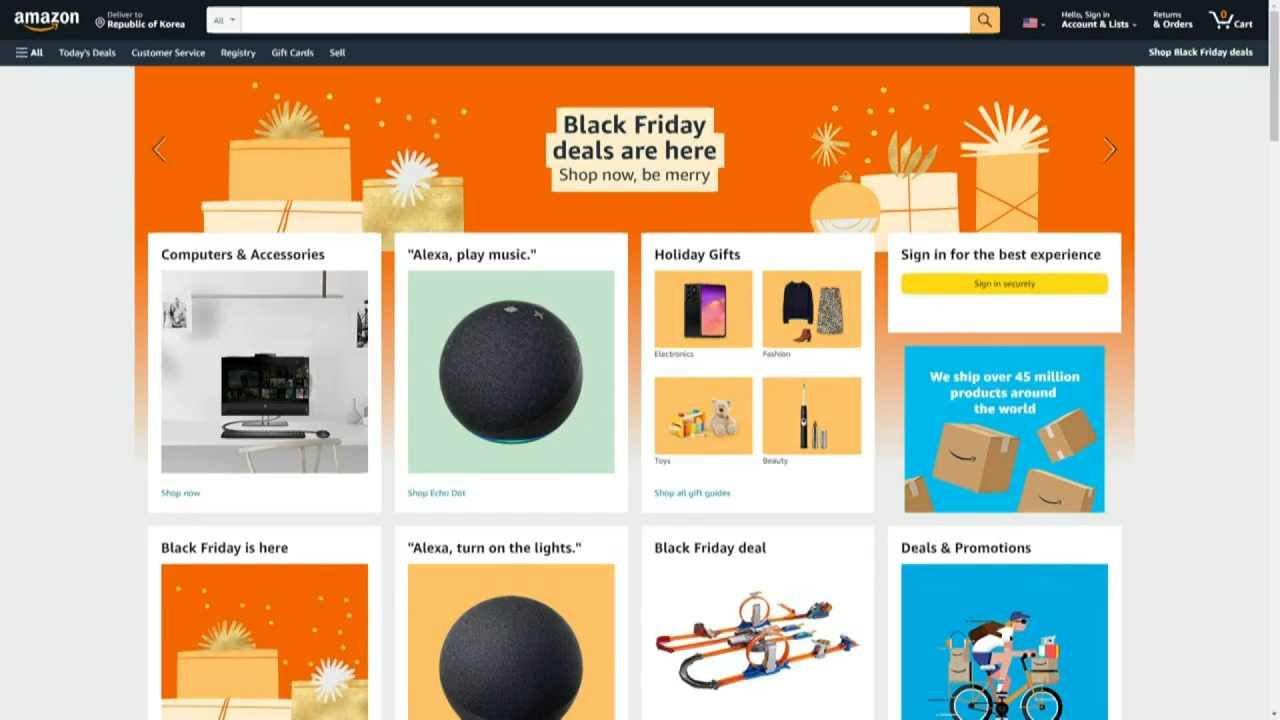 amazon
Deliver to
Republic of Korea
All
Hello, Sign in
Account & Lists
Returns
& Orders
0
Cart
All
Today's Deals
Customer Service
Registry
Gift Cards
Sell
Shop Black Friday deals
Black Friday
deals are here
Shop now, be merry
Computers & Accessories
"Alexa, play music."
Holiday Gifts
Sign in for the best experience
Sign in securely
Electronics
Fashion
We ship over 45 million
products around
the world
Toys
Beauty
Shop now
Shop Echo Dot
Shop all gift guides
Black Friday is here
"Alexa, turn on the lights."
Black Friday deal
Deals & Promotions